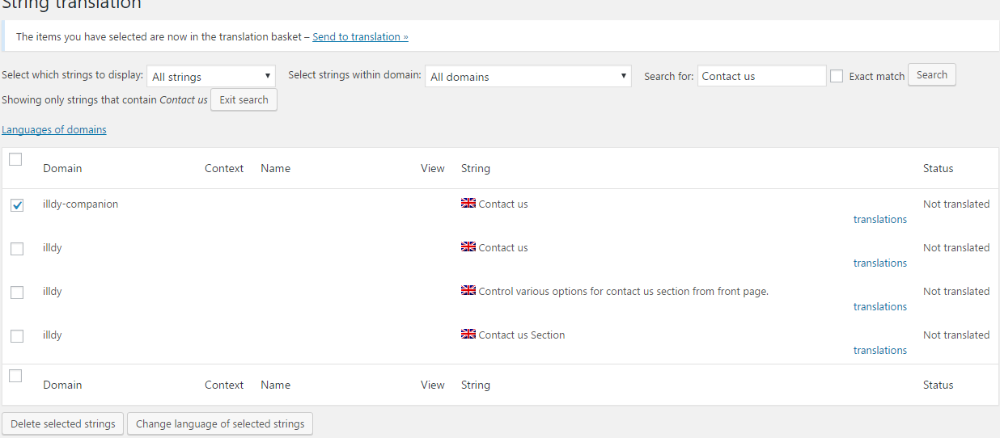 String translation
The items you have selected are now in the translation basket – Send to translation »
Select which strings to display: All strings Select strings within domain: All domains Search for: Contact us Exact match Search
Showing only strings that contain Contact us Exit search
Languages of domains
Domain Context Name View String Status
illdy-companion Contact us Not translated
translations
illdy Contact us Not translated
translations
illdy Control various options for contact us section from front page. Not translated
translations
illdy Contact us Section Not translated
translations
Domain Context Name View String Status
Delete selected strings Change language of selected strings